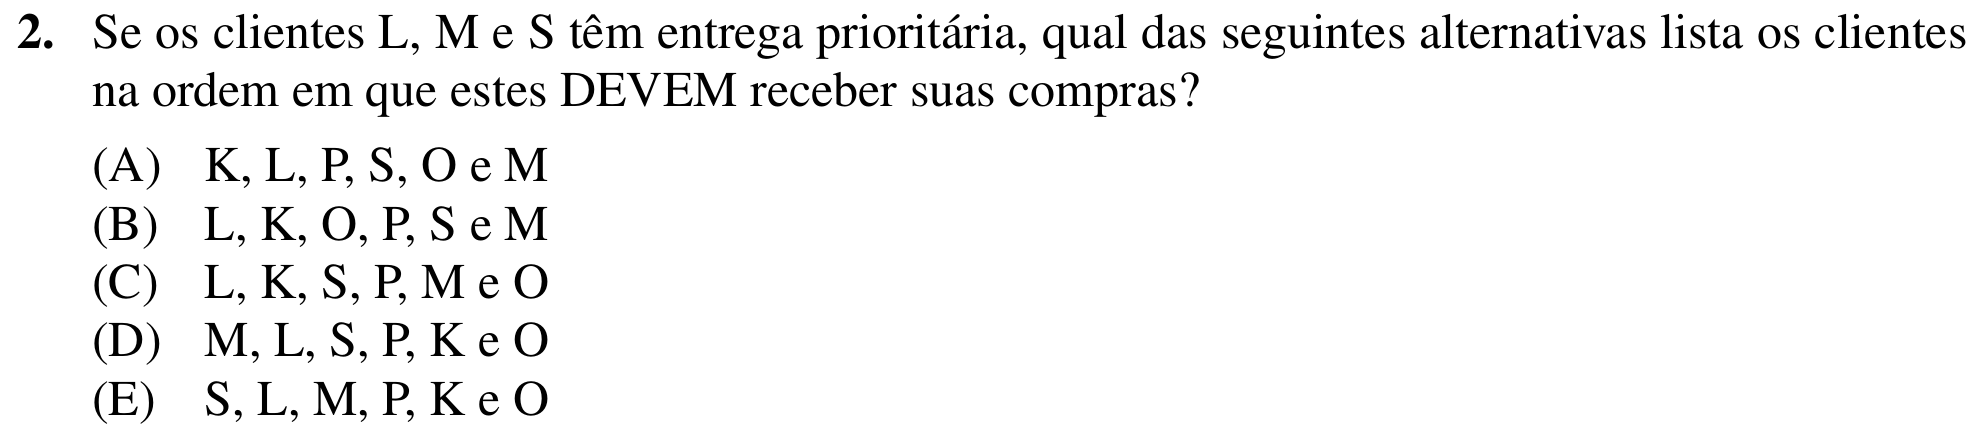 2. Se os clientes L, M e S têm entrega prioritária, qual das seguintes alternativas lista os clientes
na ordem em que estes DEVEM receber suas compras?
(A) K, L, P, S, O e M
(B) L, K, O, P, S e M
(C) L, K, S, P, M e O
(D) M, L, S, P, K e O
(E) S, L, M, P, K e O